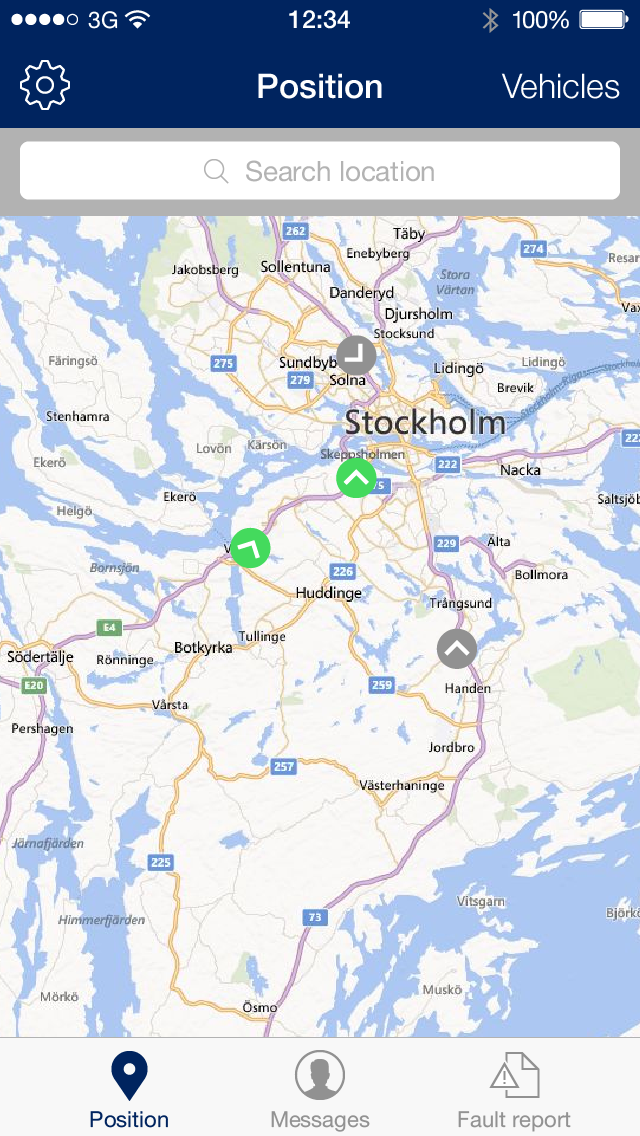 3G 12:34 100%
Position Vehicles
Search location
262
Täby
274
Enebyberg
Jakobsberg
Sollentuna
Stora
Värtan
Danderyd
Djursholm
Stocksund
Färingsö
275
Sundbyb
Lidingö
Lidingö
279
Solna
Brevik
Stenhamra
Stockholm
Lovön
Kärsön
Skeppsholmen
Ekerö
222
222
Nacka
75
Ekerö
Saltsjöb
Helgö
229
Älta
Bornsjön
226
Bollmora
Huddinge
Trångsund
E4
Tullinge
Botkyrka
Södertälje
Rönninge
E20
259
Handen
Vårsta
Pershagen
Jordbro
257
Västerhaninge
Järnafjärden
225
Vitsgarn
73
Himmerfjärden
Björkö
Mörkö
Muskö
Ösmo
Position Messages Fault report